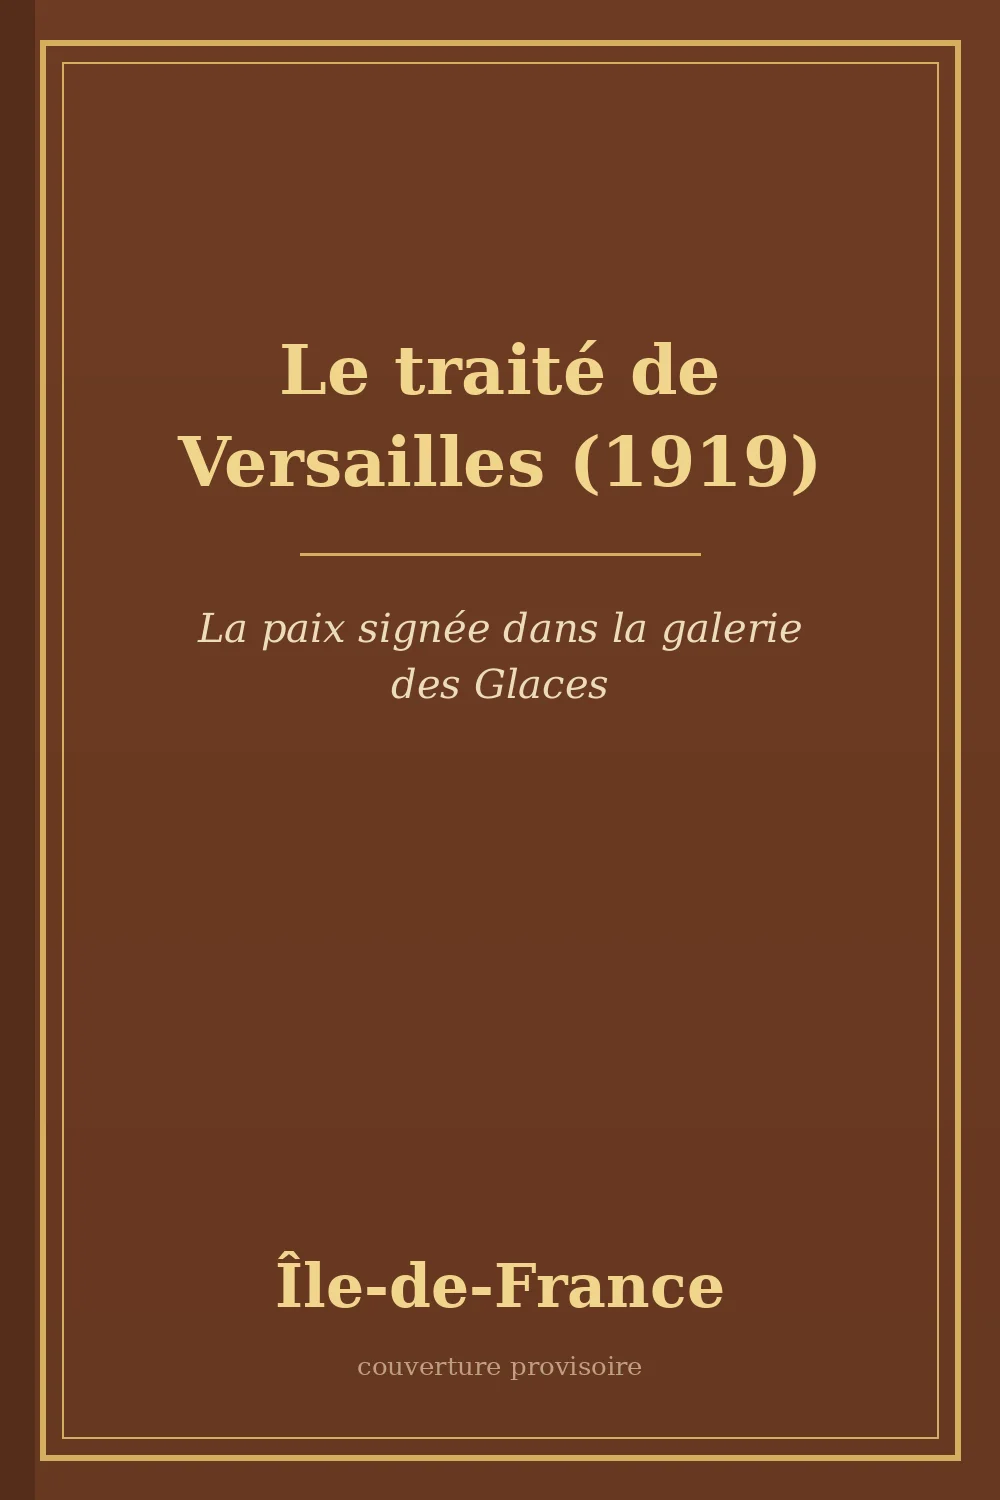 Le traité de
Versailles (1919)
La paix signée dans la galerie
des Glaces
Île-de-France
couverture provisoire